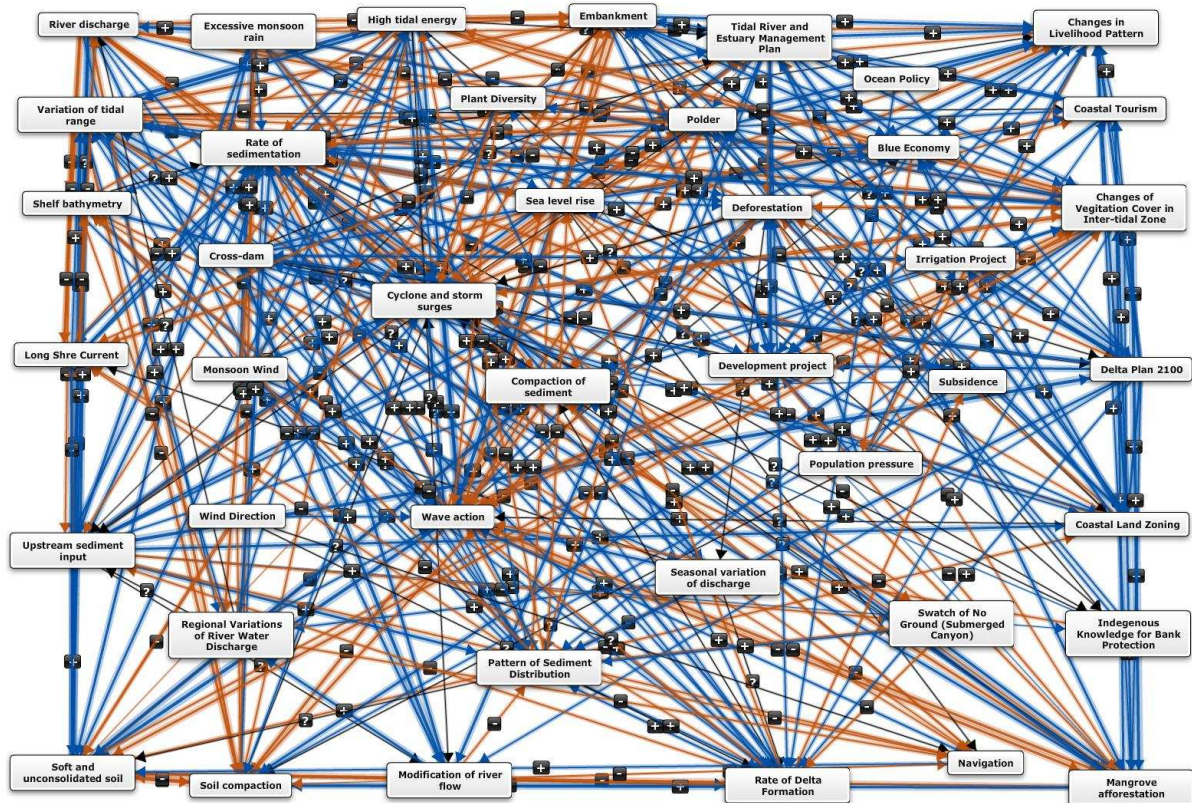 River discharge
Excessive monsoon
rain
High tidal energy
Embankment
Tidal River and
Estuary Management
Plan
Changes in
Livelihood Pattern
Ocean Policy
Plant Diversity
Variation of tidal
range
Coastal Tourism
Polder
Rate of
sedimentation
Blue Economy
Shelf bathymetry
Sea level rise
Deforestation
Changes of
Vegitation Cover in
Inter-tidal Zone
Cross-dam
Irrigation Project
Cyclone and storm
surges
Long Shre Current
Monsoon Wind
Compaction of
sediment
Development project
Subsidence
Delta Plan 2100
Population pressure
Wind Direction
Wave action
Coastal Land Zoning
Upstream sediment
input
Seasonal variation
of discharge
Regional Variations
of River Water
Discharge
Swatch of No
Ground (Submerged
Canyon)
Indegenous
Knowledge for Bank
Protection
Pattern of Sediment
Distribution
Soft and
unconsolidated soil
Soil compaction
Modification of river
flow
Rate of Delta
Formation
Navigation
Mangrove
afforestation